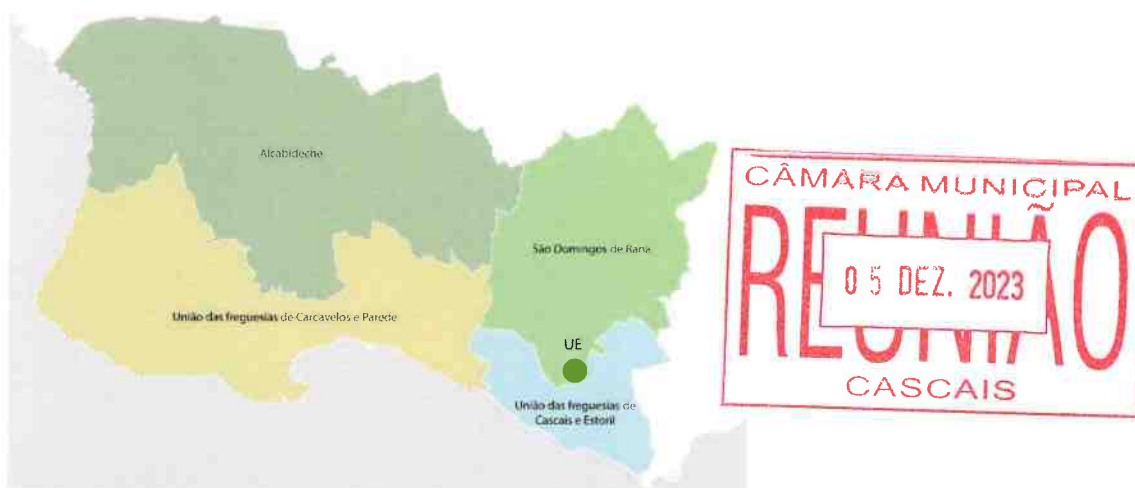 Alcabideche
São Domingos de Rana
União das freguesias de Carcavelos e Parede
UE
União das freguesias de
Cascais e Estoril
CÂMARA MUNICIPAL
REUNIÃO
05 DEZ. 2023
CASCAIS